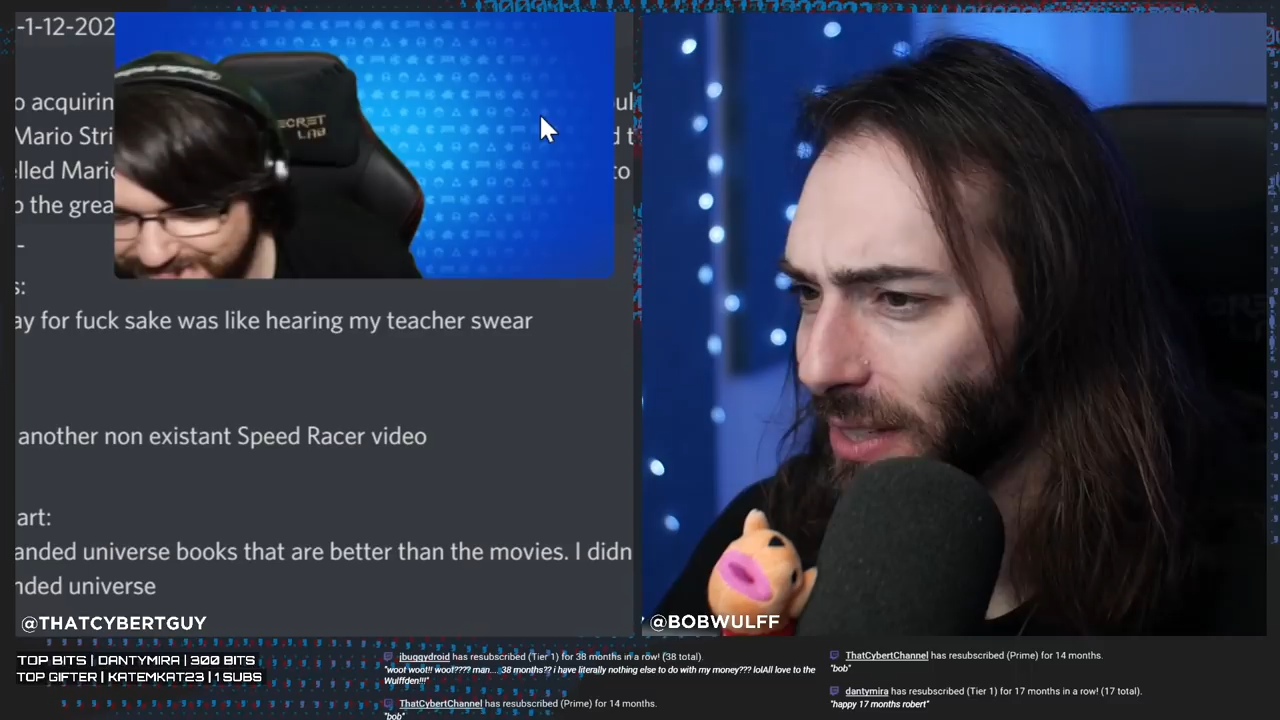 -1-12-202
o acquirin
Mario Stri
d t
lled Mario
to
p the grea
-
s:
ay for fuck sake was like hearing my teacher swear
another non existant Speed Racer video
art:
anded universe books that are better than the movies. I didn
nded universe
SECRET
LAB
@THATCYBERTGUY
@BOBWULFF
TOP BITS | DANTYMIRA | 300 BITS
TOP GIFTER | KATEMKAT23 | 1 SUBS
jbuggydroid has resubscribed (Tier 1) for 38 months in a row! (38 total).
"woot woot!! woo!???? man.... 38 months?? i have literally nothing else to do with my money??? lolAll love to the
Wulffden!!!"
ThatCybertChannel has resubscribed (Prime) for 14 months.
"bob"
ThatCybertChannel has resubscribed (Prime) for 14 months.
"bob"
dantymira has resubscribed (Tier 1) for 17 months in a row! (17 total).
"happy 17 months robert"